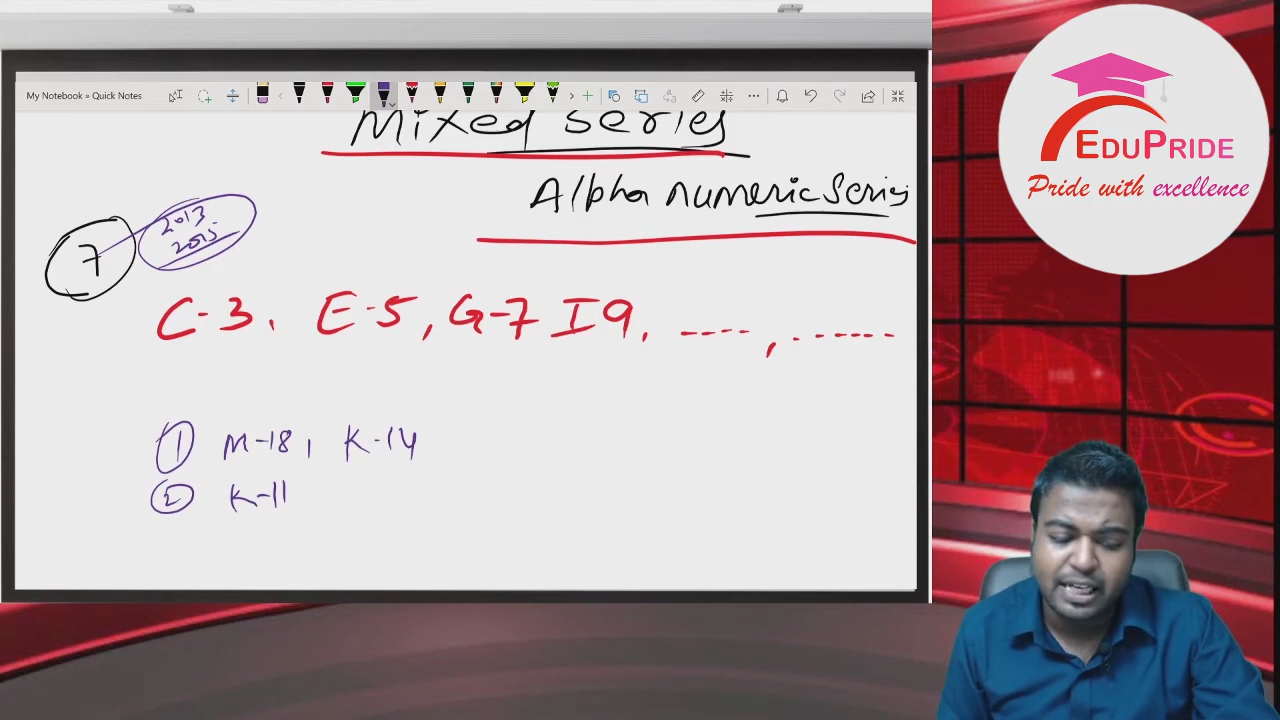 My Notebook » Quick Notes
Mixed Series
Alpha numeric Series
7
2013
2015
C-3, E-5, G-7 I 9, ----, ------
1 M-18, K-14
2 K-11
EDUPRIDE
Pride with excellence